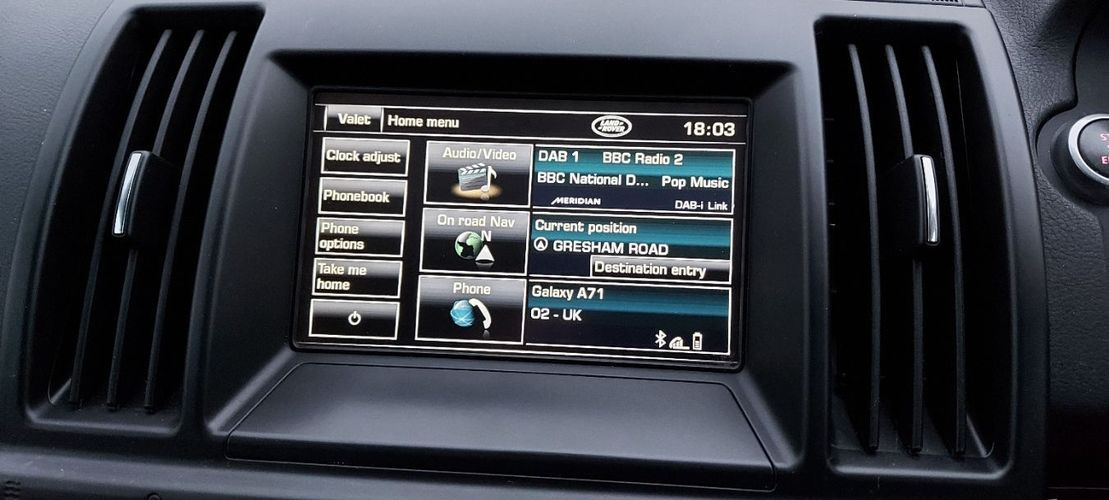 Valet
Home menu
LAND-
ROVER
18:03
Clock adjust
Phonebook
Phone
options
Take me
home
Audio/Video
DAB 1 BBC Radio 2
BBC National D... Pop Music
MERIDIAN DAB-i Link
On road Nav
N
Current position
GRESHAM ROAD
Destination entry
Phone
Galaxy A71
O2 - UK